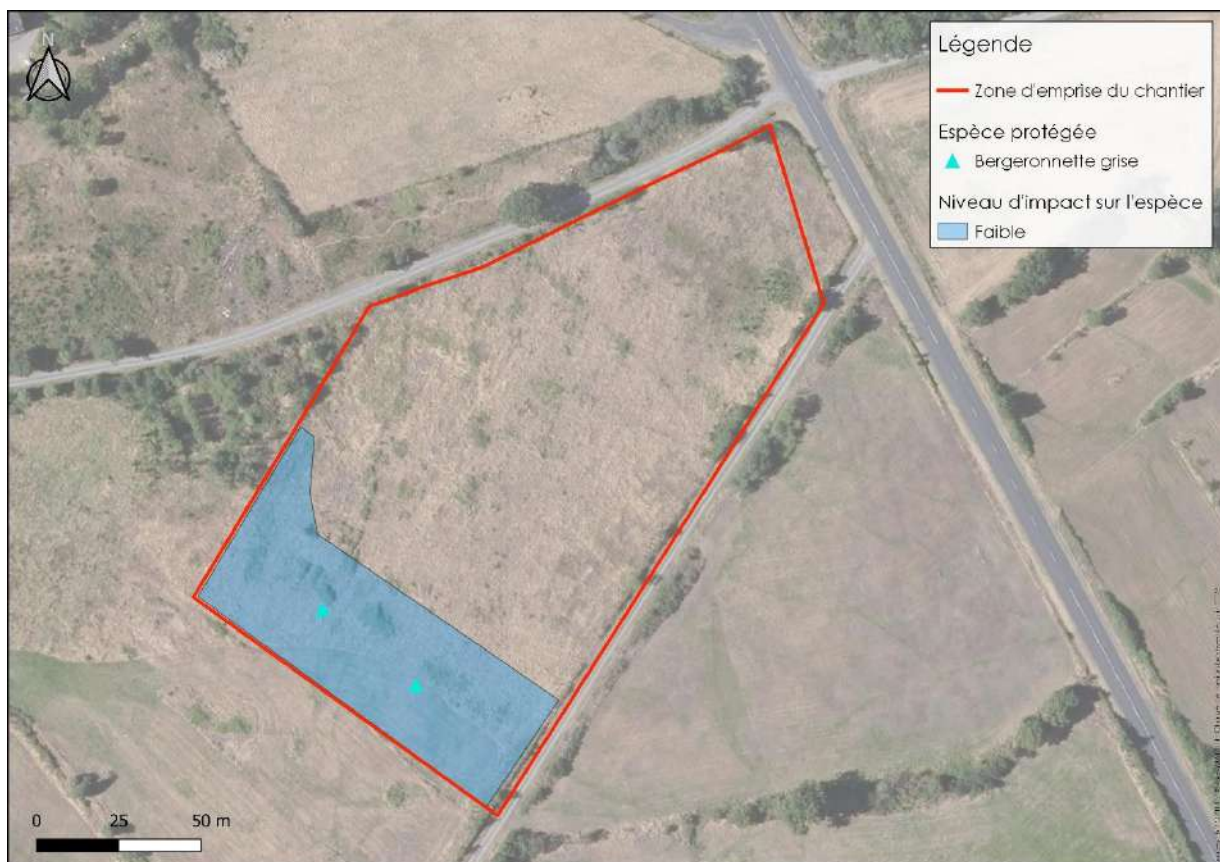 N
Légende
Zone d'emprise du chantier
Espèce protégée
Bergeronnette grise
Niveau d'impact sur l'espèce
Faible
0 25 50 m